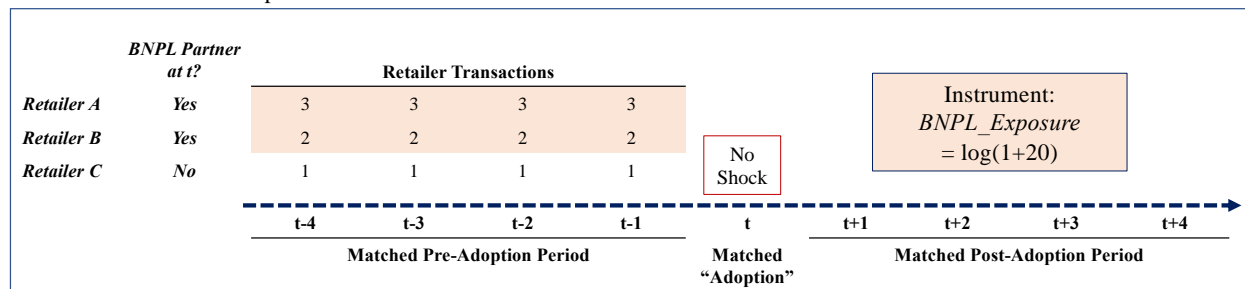 BNPL Partner
at t?
Retailer Transactions
Retailer A Yes 3 3 3 3
Retailer B Yes 2 2 2 2
Retailer C No 1 1 1 1
No
Shock
Instrument:
BNPL_Exposure
= log(1+20)
t-4 t-3 t-2 t-1 t t+1 t+2 t+3 t+4
Matched Pre-Adoption Period Matched Matched Post-Adoption Period
“Adoption”